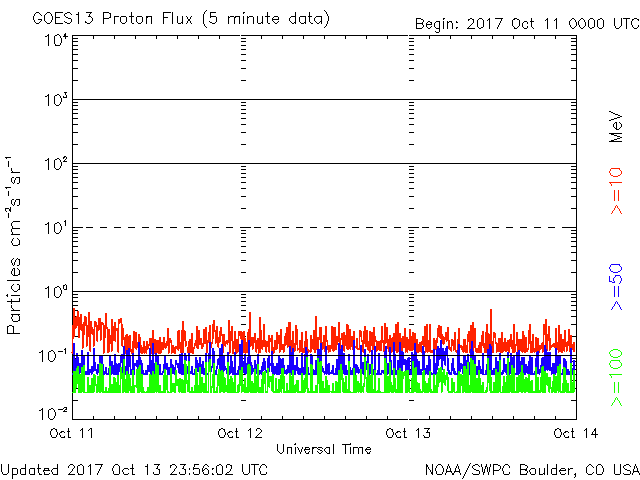 GOES13 Proton Flux (5 minute data)
Begin: 2017 Oct 11 0000 UTC
10⁴
10³
10²
10¹
10⁰
10⁻¹
10⁻²
Particles cm⁻²s⁻¹sr⁻¹
MeV
>=10
>=50
>=100
Oct 11
Oct 12
Oct 13
Oct 14
Universal Time
Updated 2017 Oct 13 23:56:02 UTC
NOAA/SWPC Boulder, CO USA